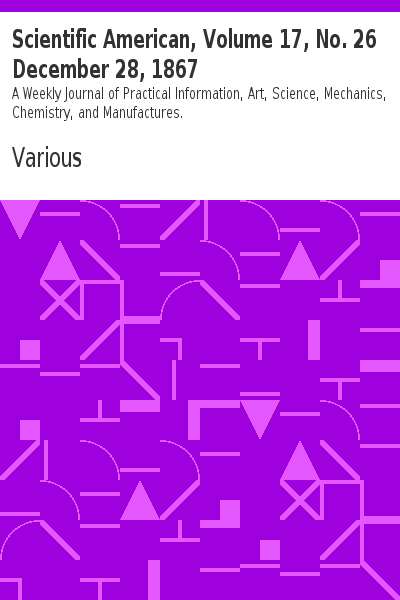 Scientific American, Volume 17, No. 26
December 28, 1867
A Weekly Journal of Practical Information, Art, Science, Mechanics,
Chemistry, and Manufactures.
Various